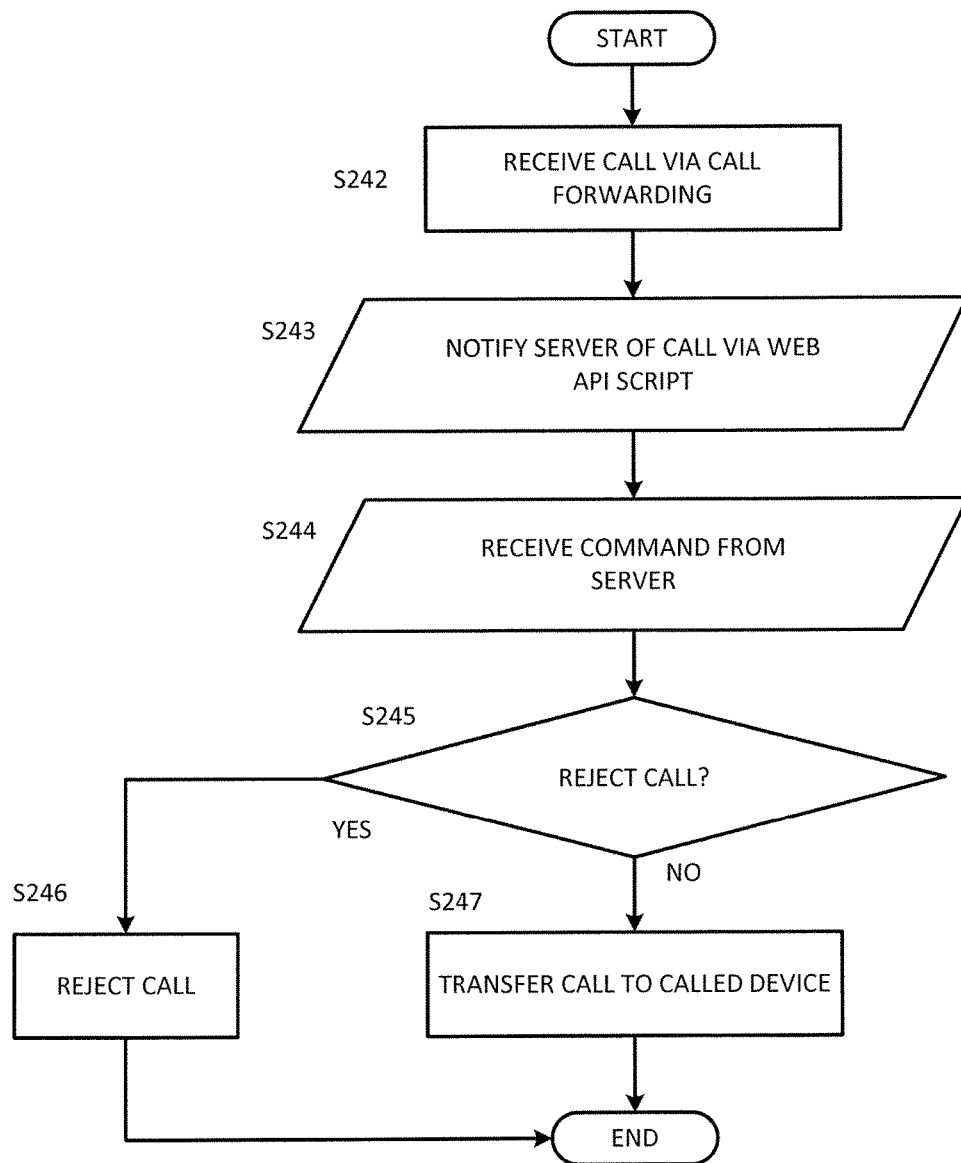 START
S242
RECEIVE CALL VIA CALL
FORWARDING
S243
NOTIFY SERVER OF CALL VIA WEB
API SCRIPT
S244
RECEIVE COMMAND FROM
SERVER
S245
REJECT CALL?
YES
NO
S246
REJECT CALL
S247
TRANSFER CALL TO CALLED DEVICE
END